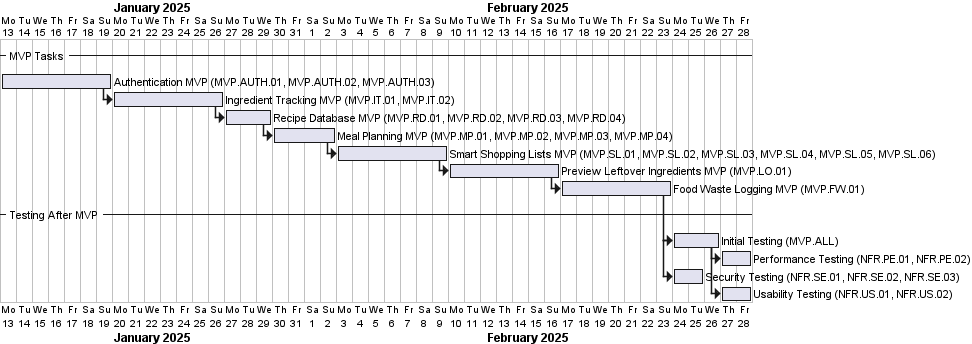 January 2025 February 2025
Mo Tu We Th Fr Sa Su Mo Tu We Th Fr Sa Su Mo Tu We Th Fr Sa Su Mo Tu We Th Fr Sa Su Mo Tu We Th Fr Sa Su Mo Tu We Th Fr Sa Su Mo Tu We Th Fr
13 14 15 16 17 18 19 20 21 22 23 24 25 26 27 28 29 30 31 1 2 3 4 5 6 7 8 9 10 11 12 13 14 15 16 17 18 19 20 21 22 23 24 25 26 27 28
MVP Tasks
Authentication MVP (MVP.AUTH.01, MVP.AUTH.02, MVP.AUTH.03)
Ingredient Tracking MVP (MVP.IT.01, MVP.IT.02)
Recipe Database MVP (MVP.RD.01, MVP.RD.02, MVP.RD.03, MVP.RD.04)
Meal Planning MVP (MVP.MP.01, MVP.MP.02, MVP.MP.03, MVP.MP.04)
Smart Shopping Lists MVP (MVP.SL.01, MVP.SL.02, MVP.SL.03, MVP.SL.04, MVP.SL.05, MVP.SL.06)
Preview Leftover Ingredients MVP (MVP.LO.01)
Food Waste Logging MVP (MVP.FW.01)
Testing After MVP
Initial Testing (MVP.ALL)
Performance Testing (NFR.PE.01, NFR.PE.02)
Security Testing (NFR.SE.01, NFR.SE.02, NFR.SE.03)
Usability Testing (NFR.US.01, NFR.US.02)
Mo Tu We Th Fr Sa Su Mo Tu We Th Fr Sa Su Mo Tu We Th Fr Sa Su Mo Tu We Th Fr Sa Su Mo Tu We Th Fr Sa Su Mo Tu We Th Fr Sa Su Mo Tu We Th Fr
13 14 15 16 17 18 19 20 21 22 23 24 25 26 27 28 29 30 31 1 2 3 4 5 6 7 8 9 10 11 12 13 14 15 16 17 18 19 20 21 22 23 24 25 26 27 28
January 2025 February 2025